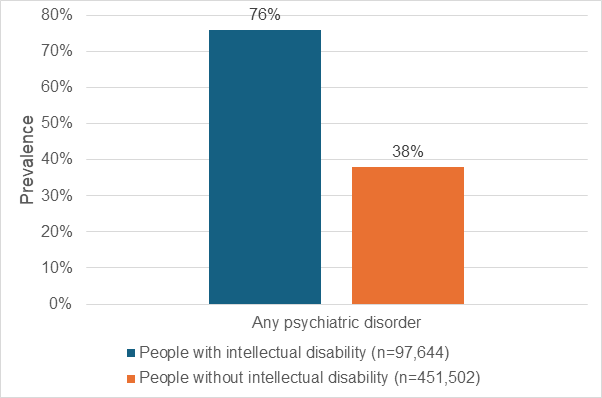 80%
76%
70%
60%
50%
Prevalence
40%
38%
30%
20%
10%
0%
Any psychiatric disorder
People with intellectual disability (n=97,644)
People without intellectual disability (n=451,502)